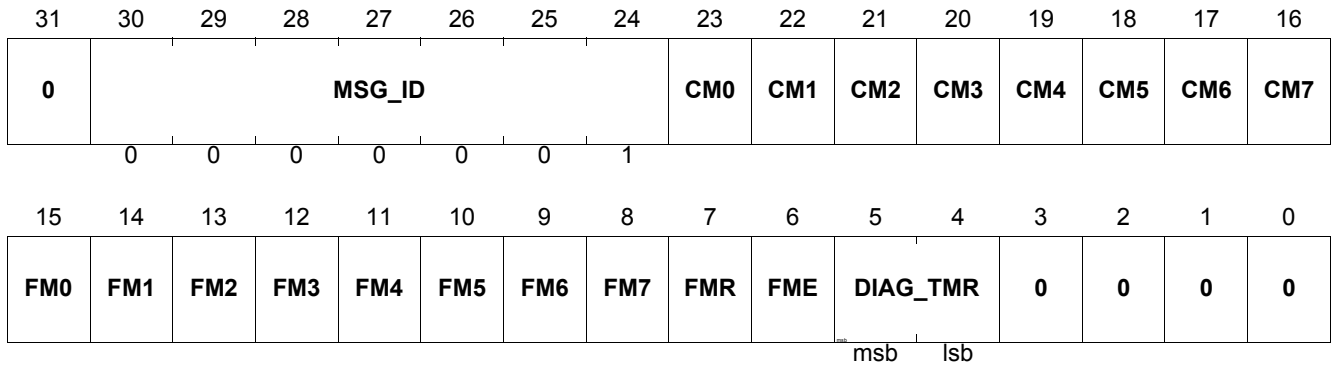 31 30 29 28 27 26 25 24 23 22 21 20 19 18 17 16
0 MSG_ID CM0 CM1 CM2 CM3 CM4 CM5 CM6 CM7
0 0 0 0 0 0 1
15 14 13 12 11 10 9 8 7 6 5 4 3 2 1 0
FM0 FM1 FM2 FM3 FM4 FM5 FM6 FM7 FMR FME DIAG_TMR 0 0 0 0
msb
msb lsb